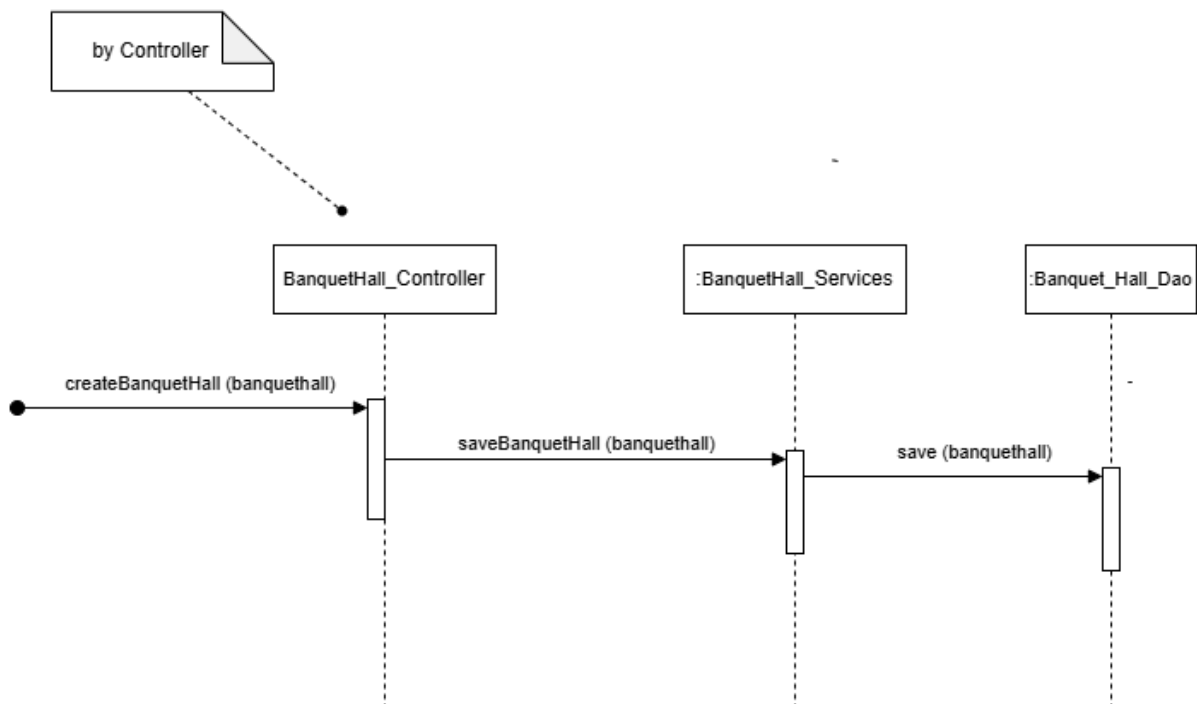 by Controller
BanquetHall_Controller
:BanquetHall_Services
:Banquet_Hall_Dao
createBanquetHall (banquethall)
saveBanquetHall (banquethall)
save (banquethall)